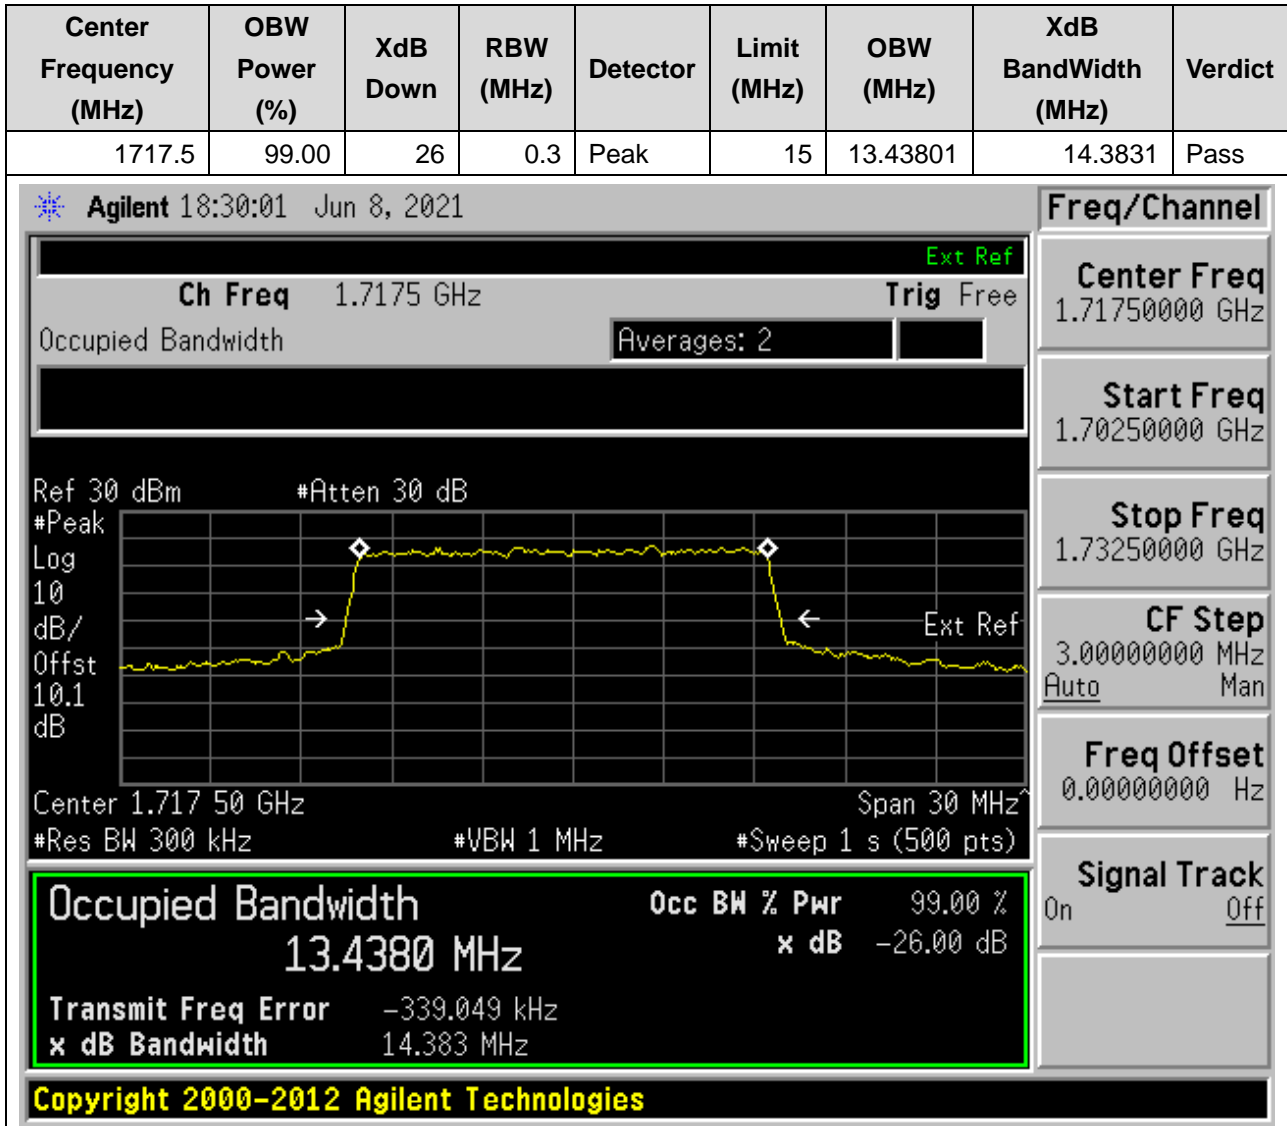 Center Frequency (MHz) OBW Power (%) XdB Down RBW (MHz) Detector Limit (MHz) OBW (MHz) XdB BandWidth (MHz) Verdict
1717.5 99.00 26 0.3 Peak 15 13.43801 14.3831 Pass
Agilent 18:30:01 Jun 8, 2021
Freq/Channel
Ext Ref
Ch Freq 1.7175 GHz Trig Free
Occupied Bandwidth Averages: 2
Center Freq
1.71750000 GHz
Start Freq
1.70250000 GHz
Stop Freq
1.73250000 GHz
CF Step
3.00000000 MHz
Auto Man
Freq Offset
0.00000000 Hz
Signal Track
On Off
Ref 30 dBm #Atten 30 dB
#Peak
Log
10
dB/
Offst
10.1
dB
Ext Ref
Center 1.717 50 GHz Span 30 MHz^
#Res BW 300 kHz #VBW 1 MHz #Sweep 1 s (500 pts)
Occupied Bandwidth Occ BW % Pwr 99.00 %
13.4380 MHz x dB -26.00 dB
Transmit Freq Error -339.049 kHz
x dB Bandwidth 14.383 MHz
Copyright 2000-2012 Agilent Technologies